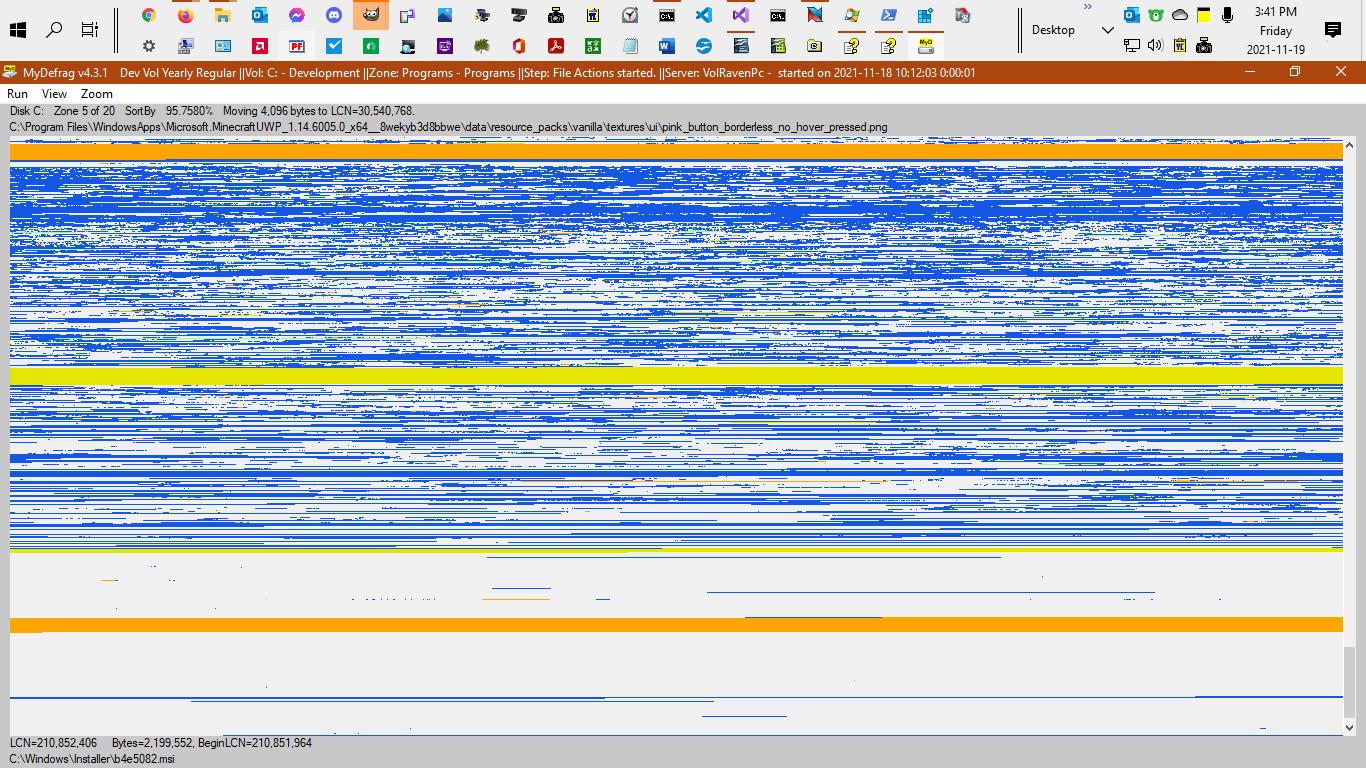 3:41 PM
Desktop
Friday
2021-11-19
MyDefrag v4.3.1    Dev Vol Yearly Regular ||Vol: C: - Development ||Zone: Programs - Programs ||Step: File Actions started. ||Server: VolRavenPc -  started on 2021-11-18 10:12:03 0:00:01
Run View Zoom
Disk C:   Zone 5 of 20   SortBy   95.7580%   Moving 4,096 bytes to LCN=30,540,768.
C:\Program Files\WindowsApps\Microsoft.MinecraftUWP_1.14.6005.0_x64__8wekyb3d8bbwe\data\resource_packs\vanilla\textures\ui\pink_button_borderless_no_hover_pressed.png
LCN=210,852,406    Bytes=2,199,552, BeginLCN=210,851,964
C:\Windows\Installer\b4e5082.msi